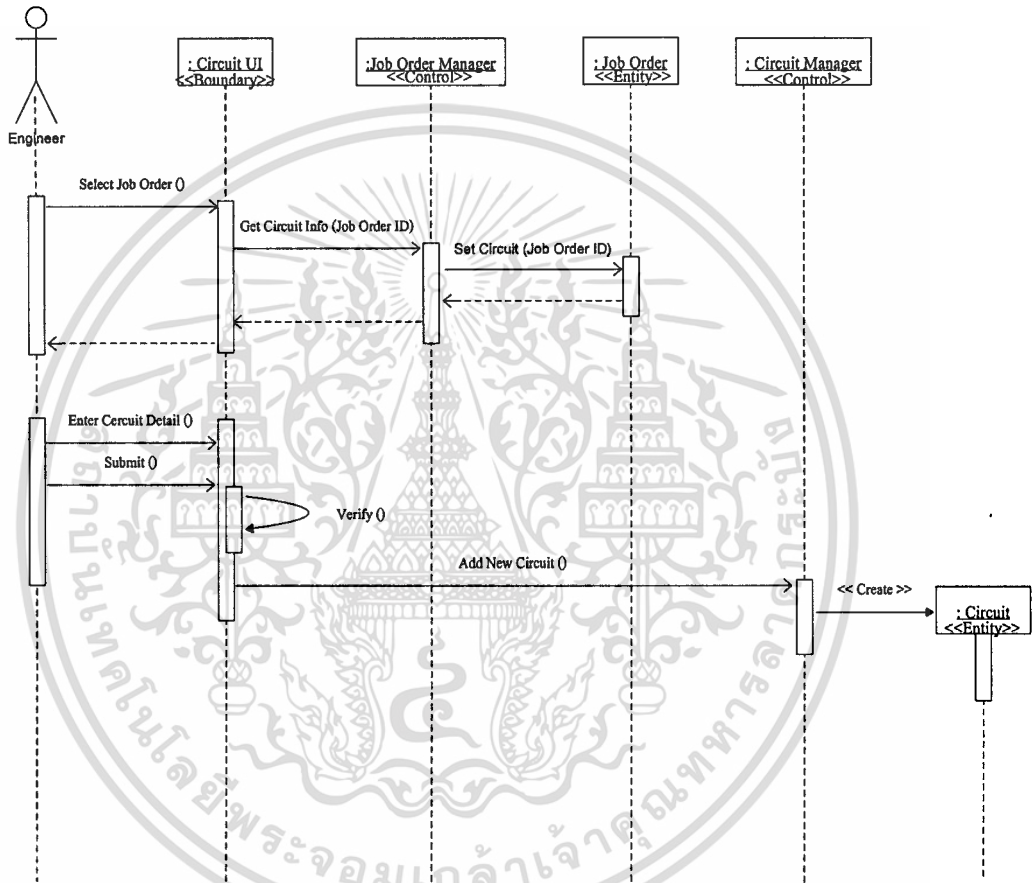 Engineer
: Circuit UI
<<Boundary>>
:Job Order Manager
<<Control>>
: Job Order
<<Entity>>
: Circuit Manager
<<Control>>
Select Job Order ()
Get Circuit Info (Job Order ID)
Set Circuit (Job Order ID)
Enter Cercuit Detail ()
Submit ()
Verify ()
Add New Circuit ()
<< Create >>
: Circuit
<<Entity>>